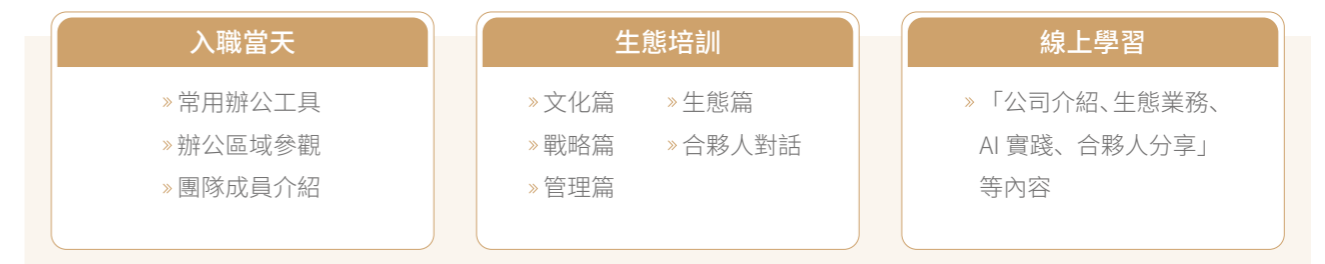 入職當天
» 常用辦公工具
» 辦公區域參觀
» 團隊成員介紹
生態培訓
» 文化篇
» 戰略篇
» 管理篇
» 生態篇
» 合夥人對話
線上學習
» 「公司介紹、生態業務、
AI 實踐、合夥人分享」
等內容